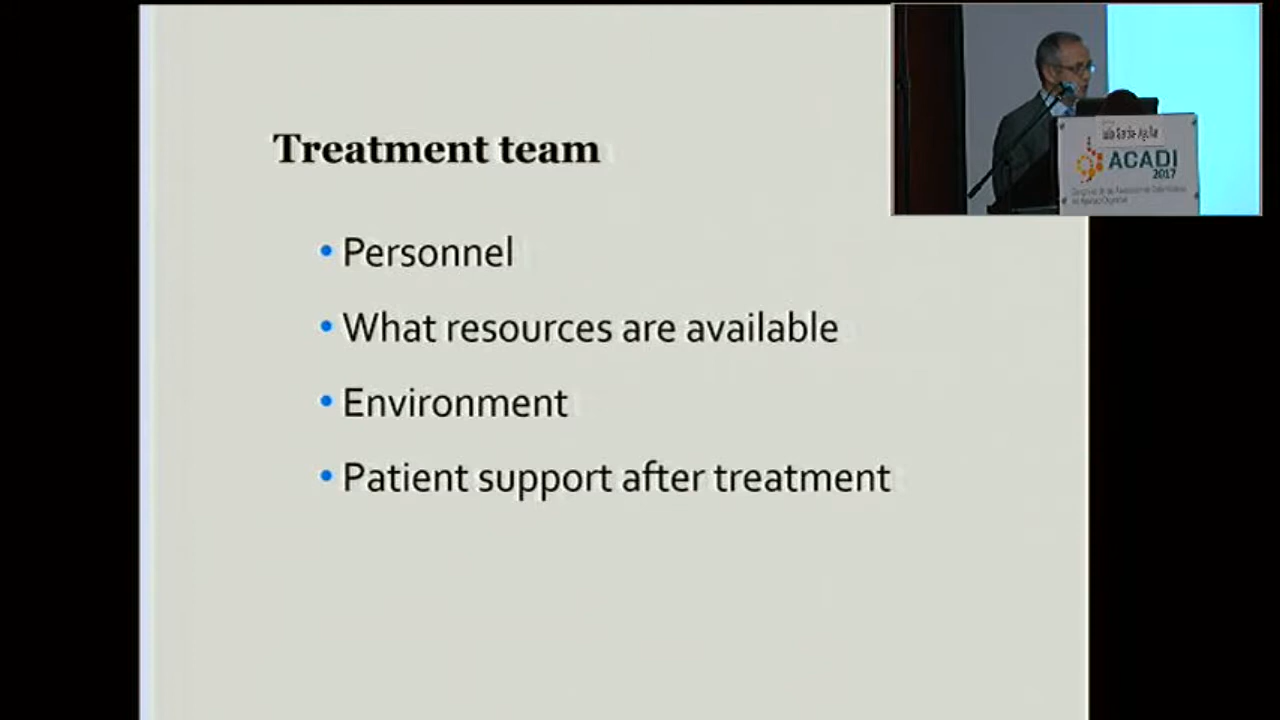 Treatment team
• Personnel
• What resources are available
• Environment
• Patient support after treatment
ACADI
2017